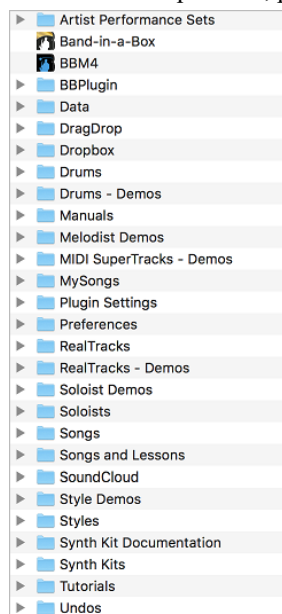 Artist Performance Sets
Band-in-a-Box
BBM4
BBPlugin
Data
DragDrop
Dropbox
Drums
Drums - Demos
Manuals
Melodist Demos
MIDI SuperTracks - Demos
MySongs
Plugin Settings
Preferences
RealTracks
RealTracks - Demos
Soloist Demos
Soloists
Songs
Songs and Lessons
SoundCloud
Style Demos
Styles
Synth Kit Documentation
Synth Kits
Tutorials
Undos